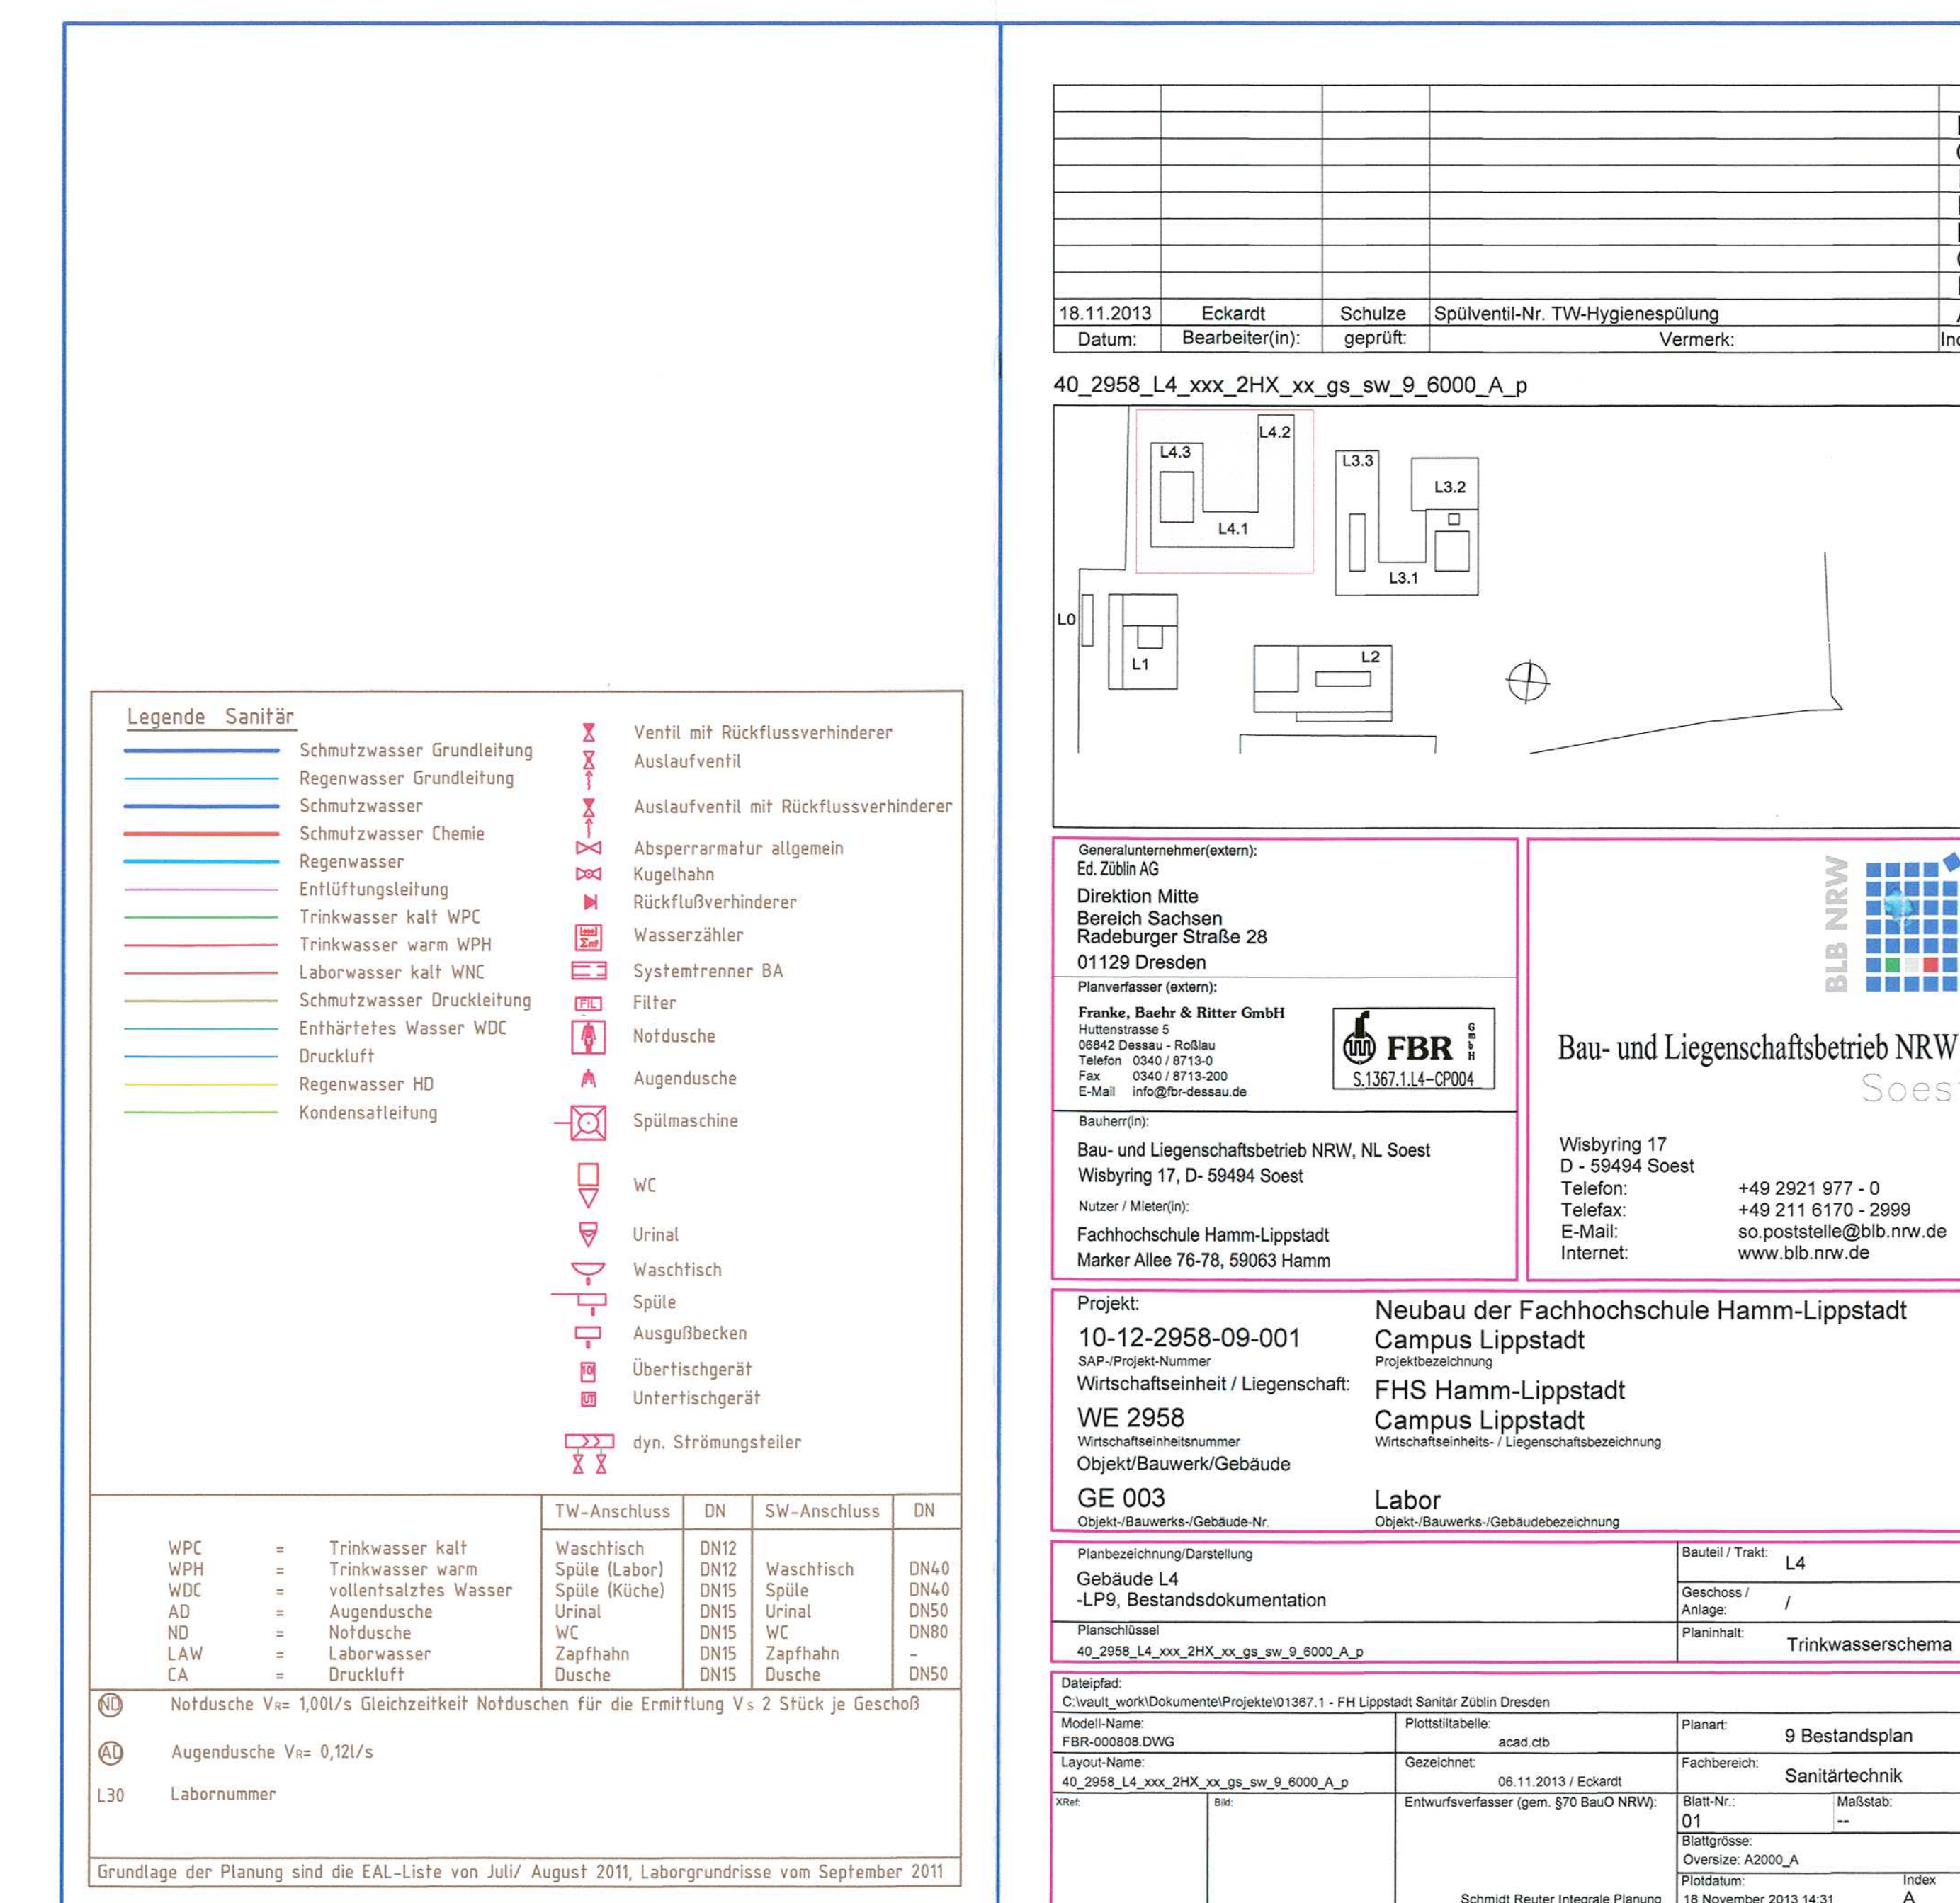 Legende Sanitär
Schmutzwasser Grundleitung
Regenwasser Grundleitung
Schmutzwasser
Schmutzwasser Chemie
Regenwasser
Entlüftungsleitung
Trinkwasser kalt WPC
Trinkwasser warm WPH
Laborwasser kalt WNC
Schmutzwasser Druckleitung
Enthärtetes Wasser WDC
Druckluft
Regenwasser HD
Kondensatleitung
Ventil mit Rückflussverhinderer
Auslaufventil
Auslaufventil mit Rückflussverhinderer
Absperrarmatur allgemein
Kugelhahn
Rückflußverhinderer
Wasserzähler
Systemtrenner BA
FIL Filter
Notdusche
Augendusche
Spülmaschine
WC
Urinal
Waschtisch
Spüle
Ausgußbecken
Übertischgerät
UT Untertischgerät
dyn. Strömungsteiler
TW-Anschluss DN SW-Anschluss DN
WPC = Trinkwasser kalt Waschtisch DN12
WPH = Trinkwasser warm Spüle (Labor) DN12 Waschtisch DN40
WDC = vollentsalztes Wasser Spüle (Küche) DN15 Spüle DN40
AD = Augendusche Urinal DN15 Urinal DN50
ND = Notdusche WC DN15 WC DN80
LAW = Laborwasser Zapfhahn DN15 Zapfhahn -
CA = Druckluft Dusche DN15 Dusche DN50
ND Notdusche VR= 1,00l/s Gleichzeitkeit Notduschen für die Ermittlung Vs 2 Stück je Geschoß
AD Augendusche VR= 0,12l/s
L30 Labornummer
Grundlage der Planung sind die EAL-Liste von Juli/ August 2011, Laborgrundrisse vom September 2011
18.11.2013 Eckardt Schulze Spülventil-Nr. TW-Hygienespülung
Datum: Bearbeiter(in): geprüft: Vermerk:
40_2958_L4_xxx_2HX_xx_gs_sw_9_6000_A_p
L4.2
L4.3
L3.3
L3.2
L4.1
L3.1
L0
L1
L2
Generalunternehmer(extern):
Ed. Züblin AG
Direktion Mitte
Bereich Sachsen
Radeburger Straße 28
01129 Dresden
Planverfasser (extern):
Franke, Baehr & Ritter GmbH
Huttenstrasse 5
06842 Dessau - Roßlau
Telefon 0340 / 8713-0
Fax 0340 / 8713-200
E-Mail info@fbr-dessau.de
FBR GmbH
S.1367.1.L4-CP004
Bauherr(in):
Bau- und Liegenschaftsbetrieb NRW, NL Soest
Wisbyring 17, D- 59494 Soest
Nutzer / Mieter(in):
Fachhochschule Hamm-Lippstadt
Marker Allee 76-78, 59063 Hamm
BLB NRW
Bau- und Liegenschaftsbetrieb NRW
Wisbyring 17
D - 59494 Soest
Telefon: +49 2921 977 - 0
Telefax: +49 211 6170 - 2999
E-Mail: so.poststelle@blb.nrw.de
Internet: www.blb.nrw.de
Projekt: Neubau der Fachhochschule Hamm-Lippstadt
10-12-2958-09-001 Campus Lippstadt
SAP-/Projekt-Nummer Projektbezeichnung
Wirtschaftseinheit / Liegenschaft: FHS Hamm-Lippstadt
WE 2958 Campus Lippstadt
Wirtschaftseinheitsnummer Wirtschaftseinheits- / Liegenschaftsbezeichnung
Objekt/Bauwerk/Gebäude
GE 003 Labor
Objekt-/Bauwerks-/Gebäude-Nr. Objekt-/Bauwerks-/Gebäudebezeichnung
Planbezeichnung/Darstellung
Gebäude L4
-LP9, Bestandsdokumentation
Bauteil / Trakt: L4
Geschoss /
Anlage: /
Planschlüssel
40_2958_L4_xxx_2HX_xx_gs_sw_9_6000_A_p
Planinhalt: Trinkwasserschema
Dateipfad:
C:\vault_work\Dokumente\Projekte\01367.1 - FH Lippstadt Sanitär Züblin Dresden
Modell-Name:
FBR-000808.DWG
Plottstiltabelle:
acad.ctb
Planart: 9 Bestandsplan
Layout-Name:
40_2958_L4_xxx_2HX_xx_gs_sw_9_6000_A_p
Gezeichnet:
06.11.2013 / Eckardt
Fachbereich: Sanitärtechnik
XRef: Bild: Entwurfsverfasser (gem. §70 BauO NRW):
Blatt-Nr.: Maßstab:
01 --
Blattgrösse:
Oversize: A2000_A
Plotdatum: Index
Schmidt Reuter Integrale Planung 18 November 2013 14:31 A